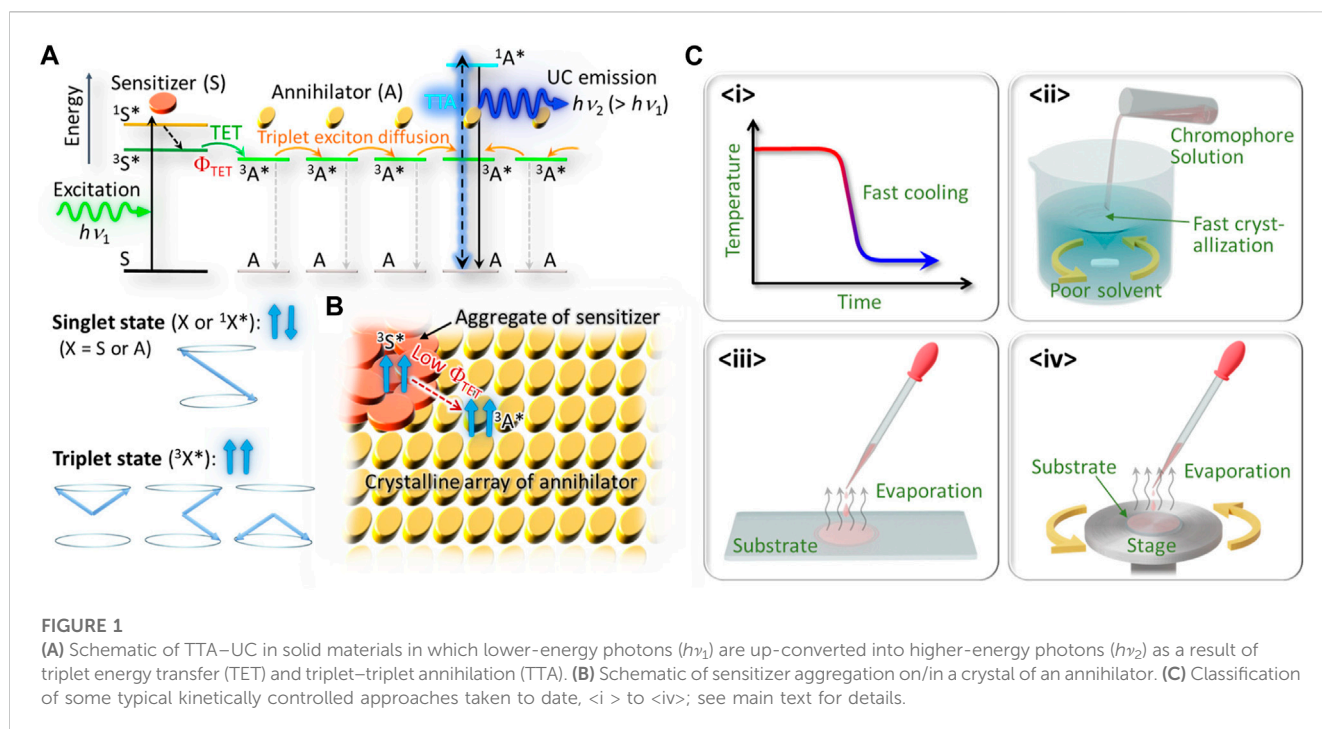 A
Energy
Sensitizer (S)
¹S*
³S*
TET
Φ_TET
Excitation
hν₁
S
Annihilator (A)
Triplet exciton diffusion
³A*
³A*
³A*
³A*
³A*
A
A
A
A
A
TTA
¹A*
UC emission
hν₂ (> hν₁)
Singlet state (X or ¹X*):
(X = S or A)
Triplet state (³X*):
B
Aggregate of sensitizer
³S*
Low Φ_TET
³A*
Crystalline array of annihilator
C
<i>
Temperature
Fast cooling
Time
<ii>
Chromophore
Solution
Fast cryst-
allization
Poor solvent
<iii>
Evaporation
Substrate
<iv>
Substrate
Evaporation
Stage
FIGURE 1
(A) Schematic of TTA–UC in solid materials in which lower-energy photons (hν₁) are up-converted into higher-energy photons (hν₂) as a result of
triplet energy transfer (TET) and triplet–triplet annihilation (TTA). (B) Schematic of sensitizer aggregation on/in a crystal of an annihilator. (C) Classification
of some typical kinetically controlled approaches taken to date, <i > to <iv>; see main text for details.